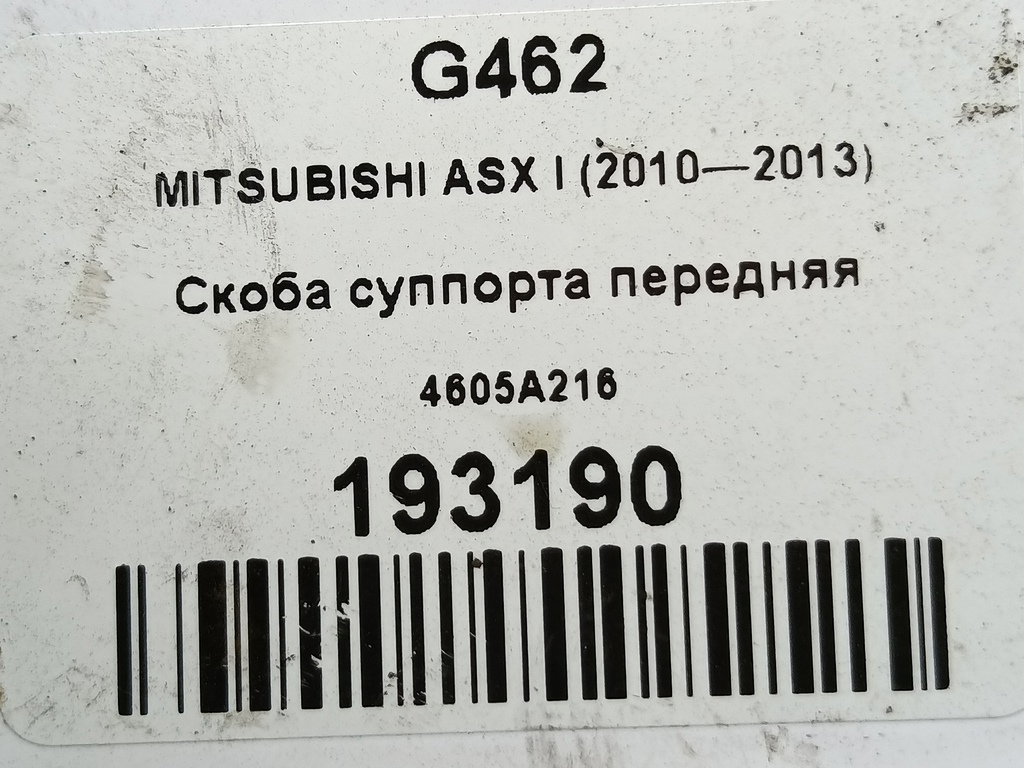 G462
MITSUBISHI ASX I (2010—2013)
Скоба суппорта передняя
4605A216
193190